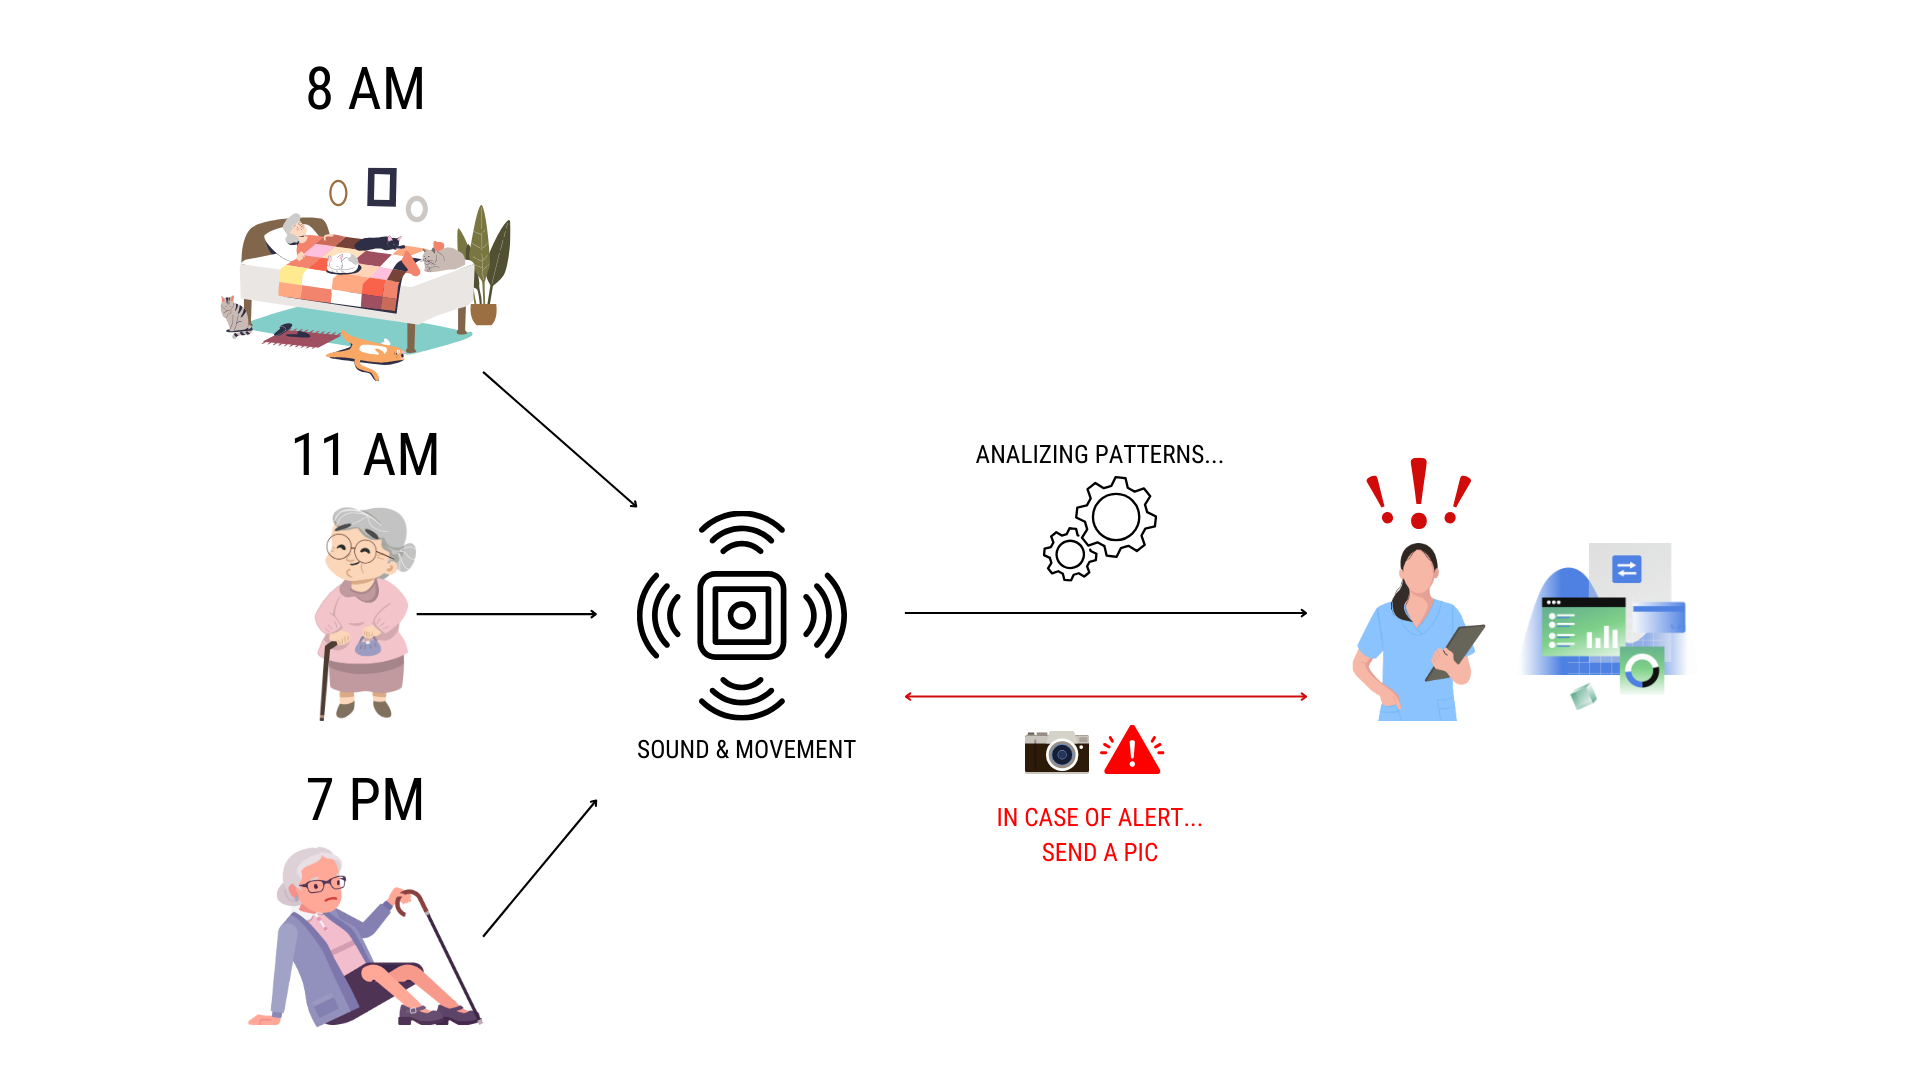 8 AM
11 AM
7 PM
SOUND & MOVEMENT
ANALIZING PATTERNS...
IN CASE OF ALERT...
SEND A PIC